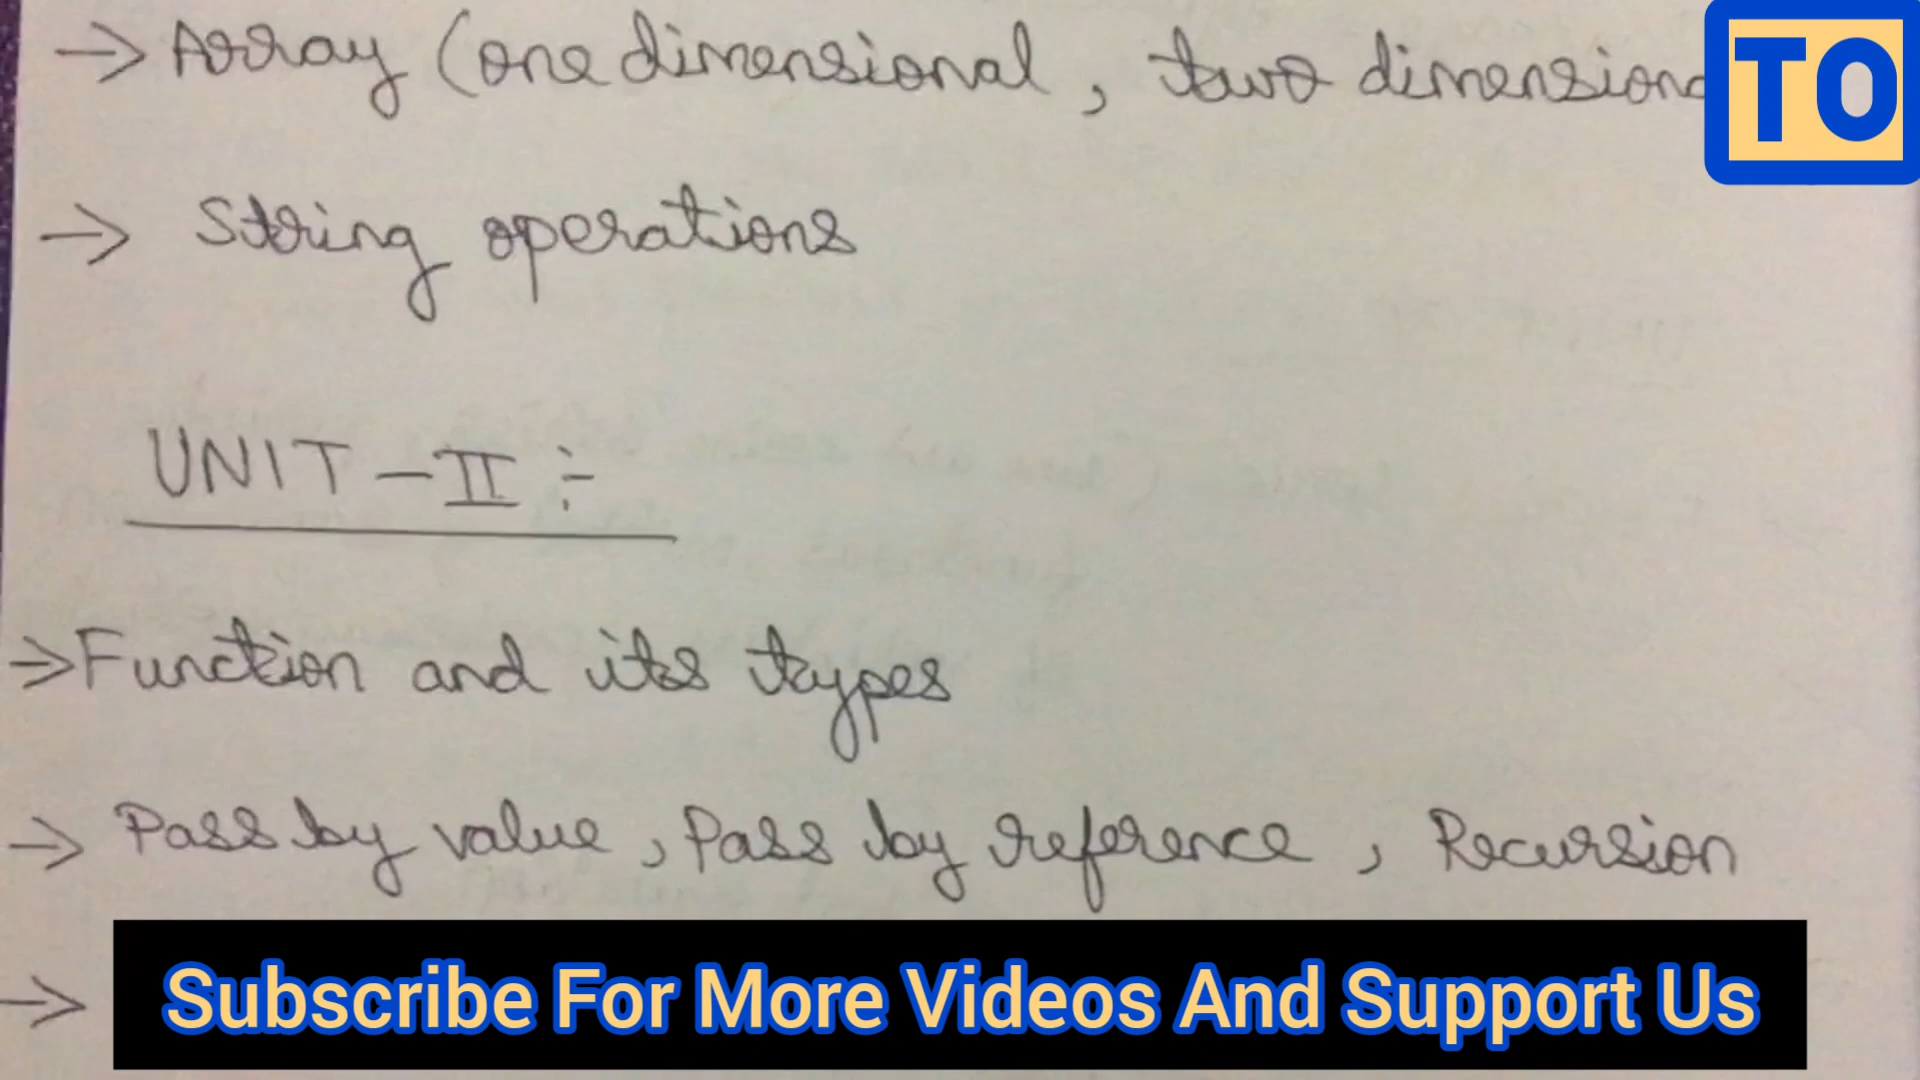 → Array (one dimensional, two dimensiona
TO
→ String operations
UNIT-II :-
→ Function and its types
→ Pass by value, Pass by reference, Recursion
→
Subscribe For More Videos And Support Us